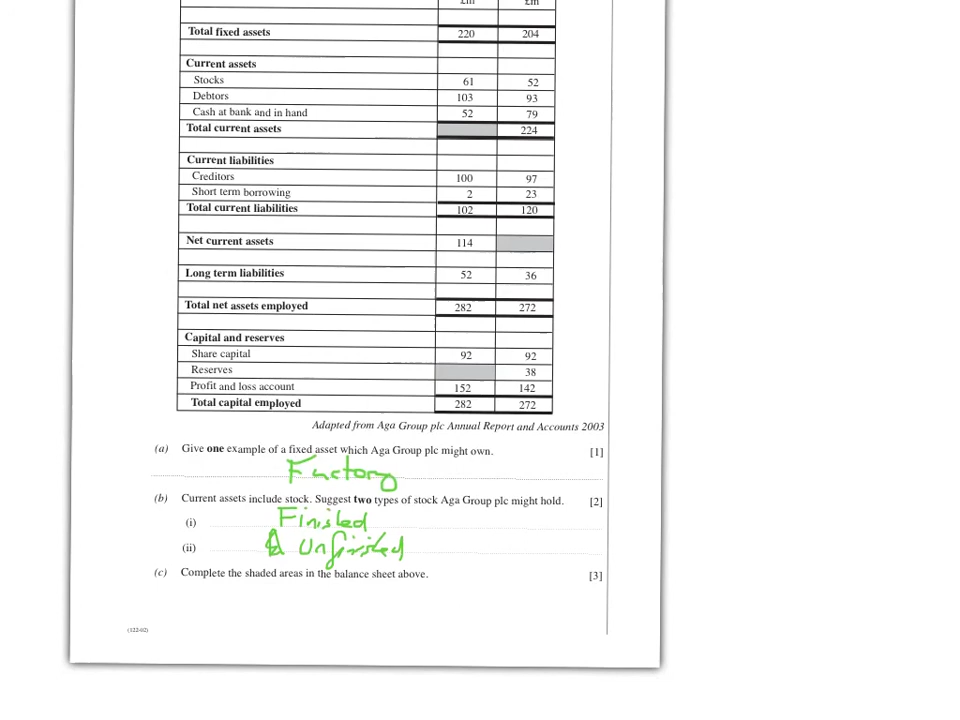 £m £m
Total fixed assets 220 204
Current assets
Stocks 61 52
Debtors 103 93
Cash at bank and in hand 52 79
Total current assets 224
Current liabilities
Creditors 100 97
Short term borrowing 2 23
Total current liabilities 102 120
Net current assets 114
Long term liabilities 52 36
Total net assets employed 282 272
Capital and reserves
Share capital 92 92
Reserves 38
Profit and loss account 152 142
Total capital employed 282 272
Adapted from Aga Group plc Annual Report and Accounts 2003
(a) Give one example of a fixed asset which Aga Group plc might own. [1]
Factory
(b) Current assets include stock. Suggest two types of stock Aga Group plc might hold. [2]
(i) Finished
(ii) Unfinished
(c) Complete the shaded areas in the balance sheet above. [3]
(122-02)